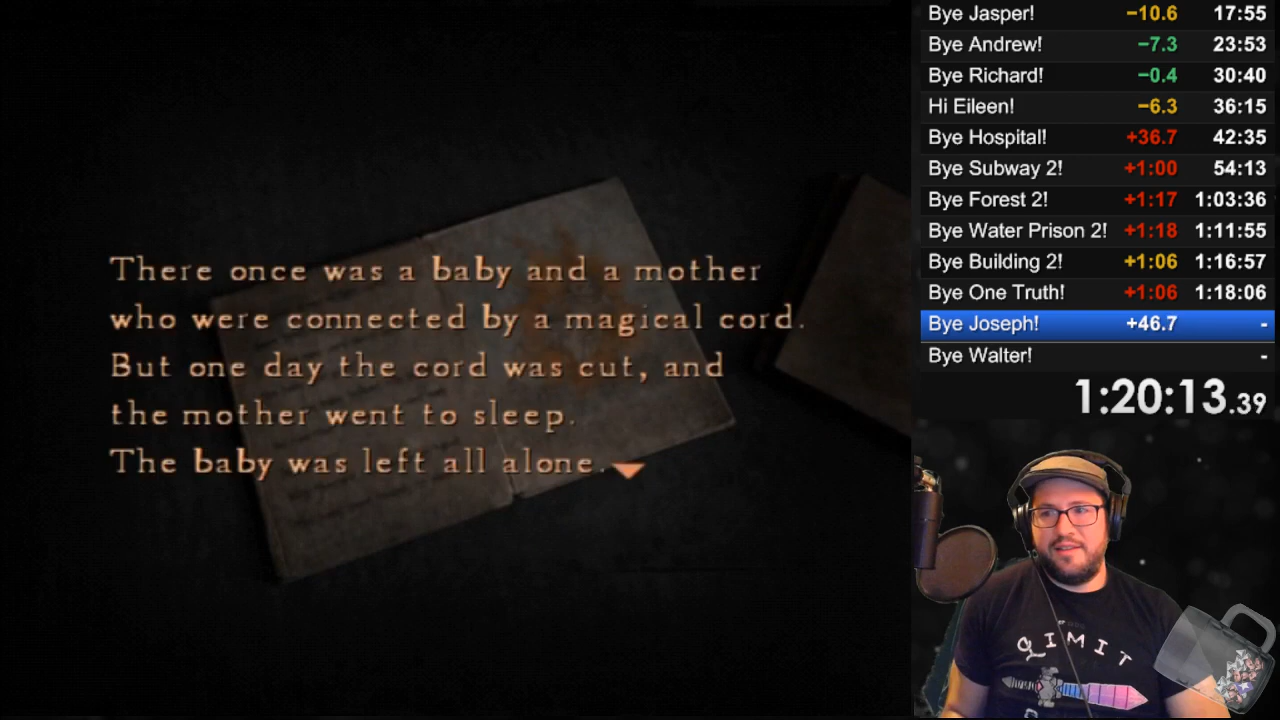 There once was a baby and a mother
who were connected by a magical cord.
But one day the cord was cut, and
the mother went to sleep.
The baby was left all alone.
Bye Jasper! −10.6 17:55
Bye Andrew! −7.3 23:53
Bye Richard! −0.4 30:40
Hi Eileen! −6.3 36:15
Bye Hospital! +36.7 42:35
Bye Subway 2! +1:00 54:13
Bye Forest 2! +1:17 1:03:36
Bye Water Prison 2! +1:18 1:11:55
Bye Building 2! +1:06 1:16:57
Bye One Truth! +1:06 1:18:06
Bye Joseph! +46.7 -
Bye Walter! -
1:20:13.39
QIMIT